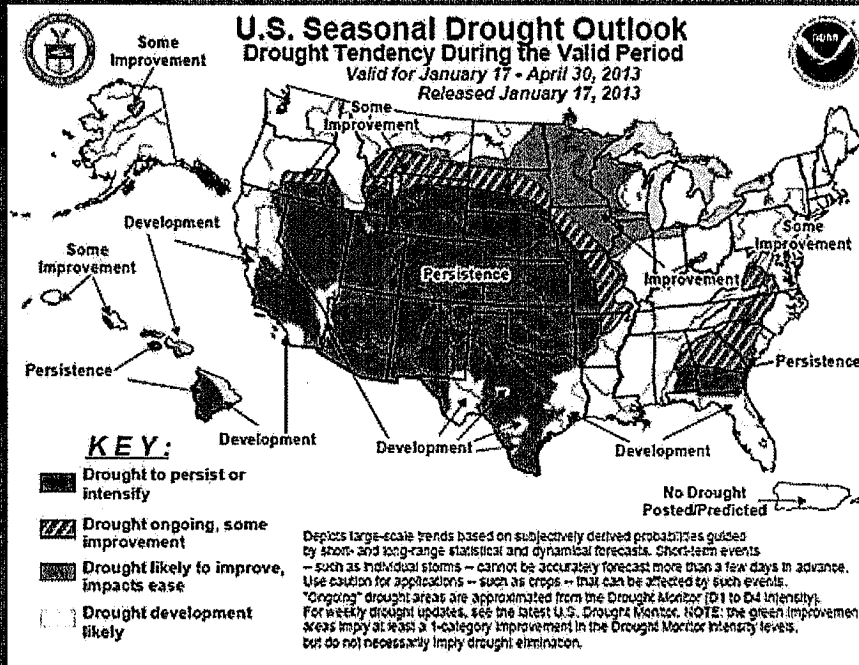 U.S. Seasonal Drought Outlook
Drought Tendency During the Valid Period
Valid for January 17 - April 30, 2013
Released January 17, 2013
NOAA
Some
Improvement
Some
Improvement
Development
Some
Improvement
Persistence
Development
Persistence
Improvement
Some
Improvement
Persistence
Development
Development
No Drought
Posted/Predicted
KEY:
Drought to persist or
intensify
Drought ongoing, some
improvement
Drought likely to improve,
impacts ease
Drought development
likely
Depicts large-scale trends based on subjectively derived probabilities guided
by short- and long-range statistical and dynamical forecasts. Short-term events
-- such as individual storms -- cannot be accurately forecast more than a few days in advance.
Use caution for applications -- such as crops -- that can be affected by such events.
"Ongoing" drought areas are approximated from the Drought Monitor (D1 to D4 intensity).
For weekly drought updates, see the latest U.S. Drought Monitor. NOTE: the green improvement
areas imply at least a 1-category improvement in the Drought Monitor intensity levels,
but do not necessarily imply drought elimination.